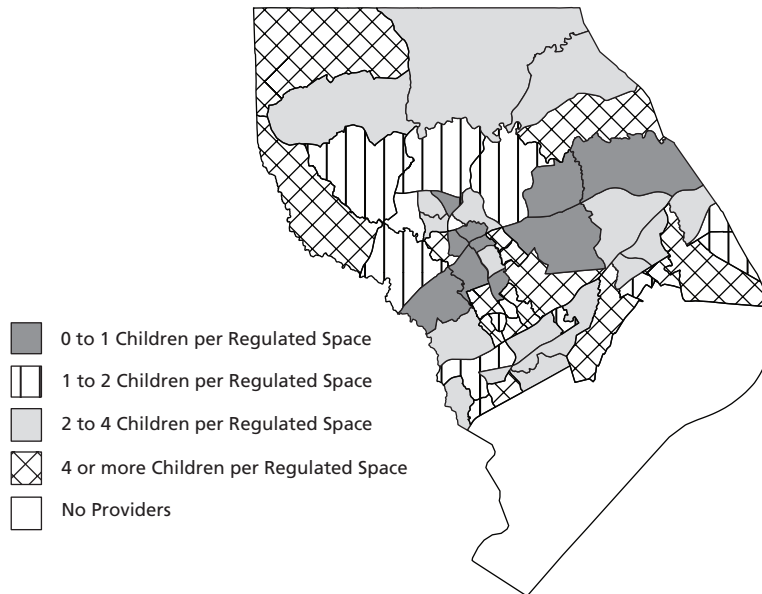 0 to 1 Children per Regulated Space
1 to 2 Children per Regulated Space
2 to 4 Children per Regulated Space
4 or more Children per Regulated Space
No Providers